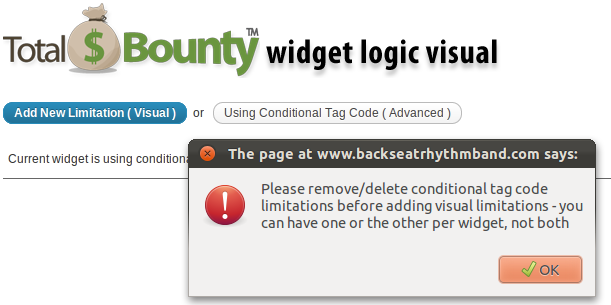 Total $ Bounty™ widget logic visual
Add New Limitation ( Visual ) or Using Conditional Tag Code ( Advanced )
The page at www.backseatrhythmband.com says:
Current widget is using conditiona
Please remove/delete conditional tag code
limitations before adding visual limitations - you
can have one or the other per widget, not both
OK